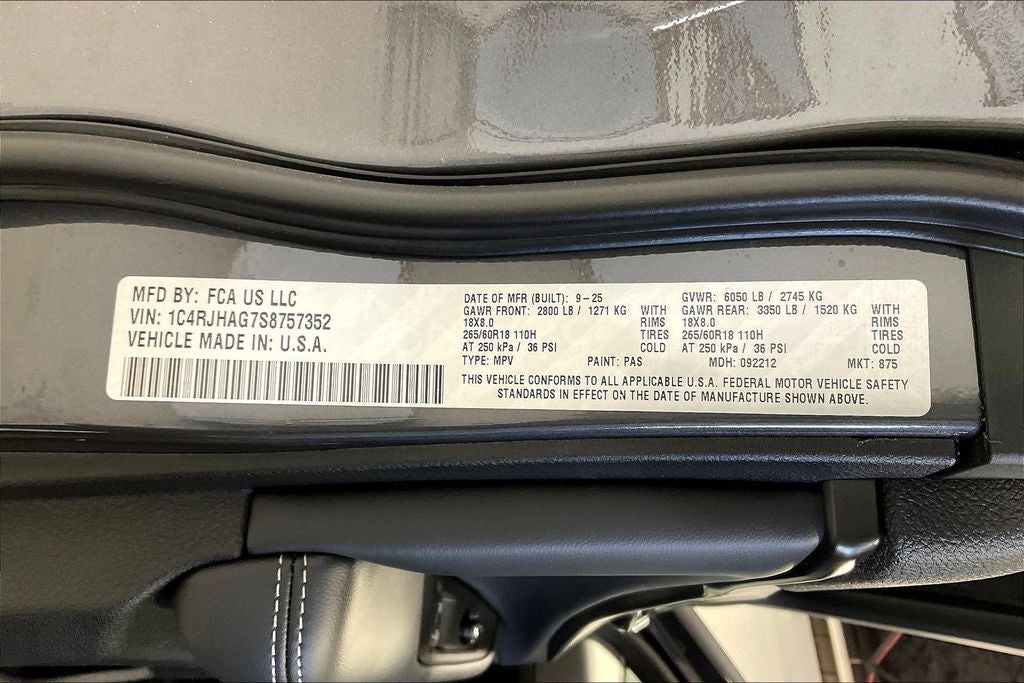 MFD BY: FCA US LLC
VIN: 1C4RJHAG7S8757352
VEHICLE MADE IN: U.S.A.
DATE OF MFR (BUILT): 9-25 GVWR: 6050 LB / 2745 KG
GAWR FRONT: 2800 LB / 1271 KG WITH GAWR REAR: 3350 LB / 1520 KG WITH
18X8.0 RIMS 18X8.0 RIMS
265/60R18 110H TIRES 265/60R18 110H TIRES
AT 250 kPa / 36 PSI COLD AT 250 kPa / 36 PSI COLD
TYPE: MPV PAINT: PAS MDH: 092212 MKT: 875
THIS VEHICLE CONFORMS TO ALL APPLICABLE U.S.A. FEDERAL MOTOR VEHICLE SAFETY
STANDARDS IN EFFECT ON THE DATE OF MANUFACTURE SHOWN ABOVE.